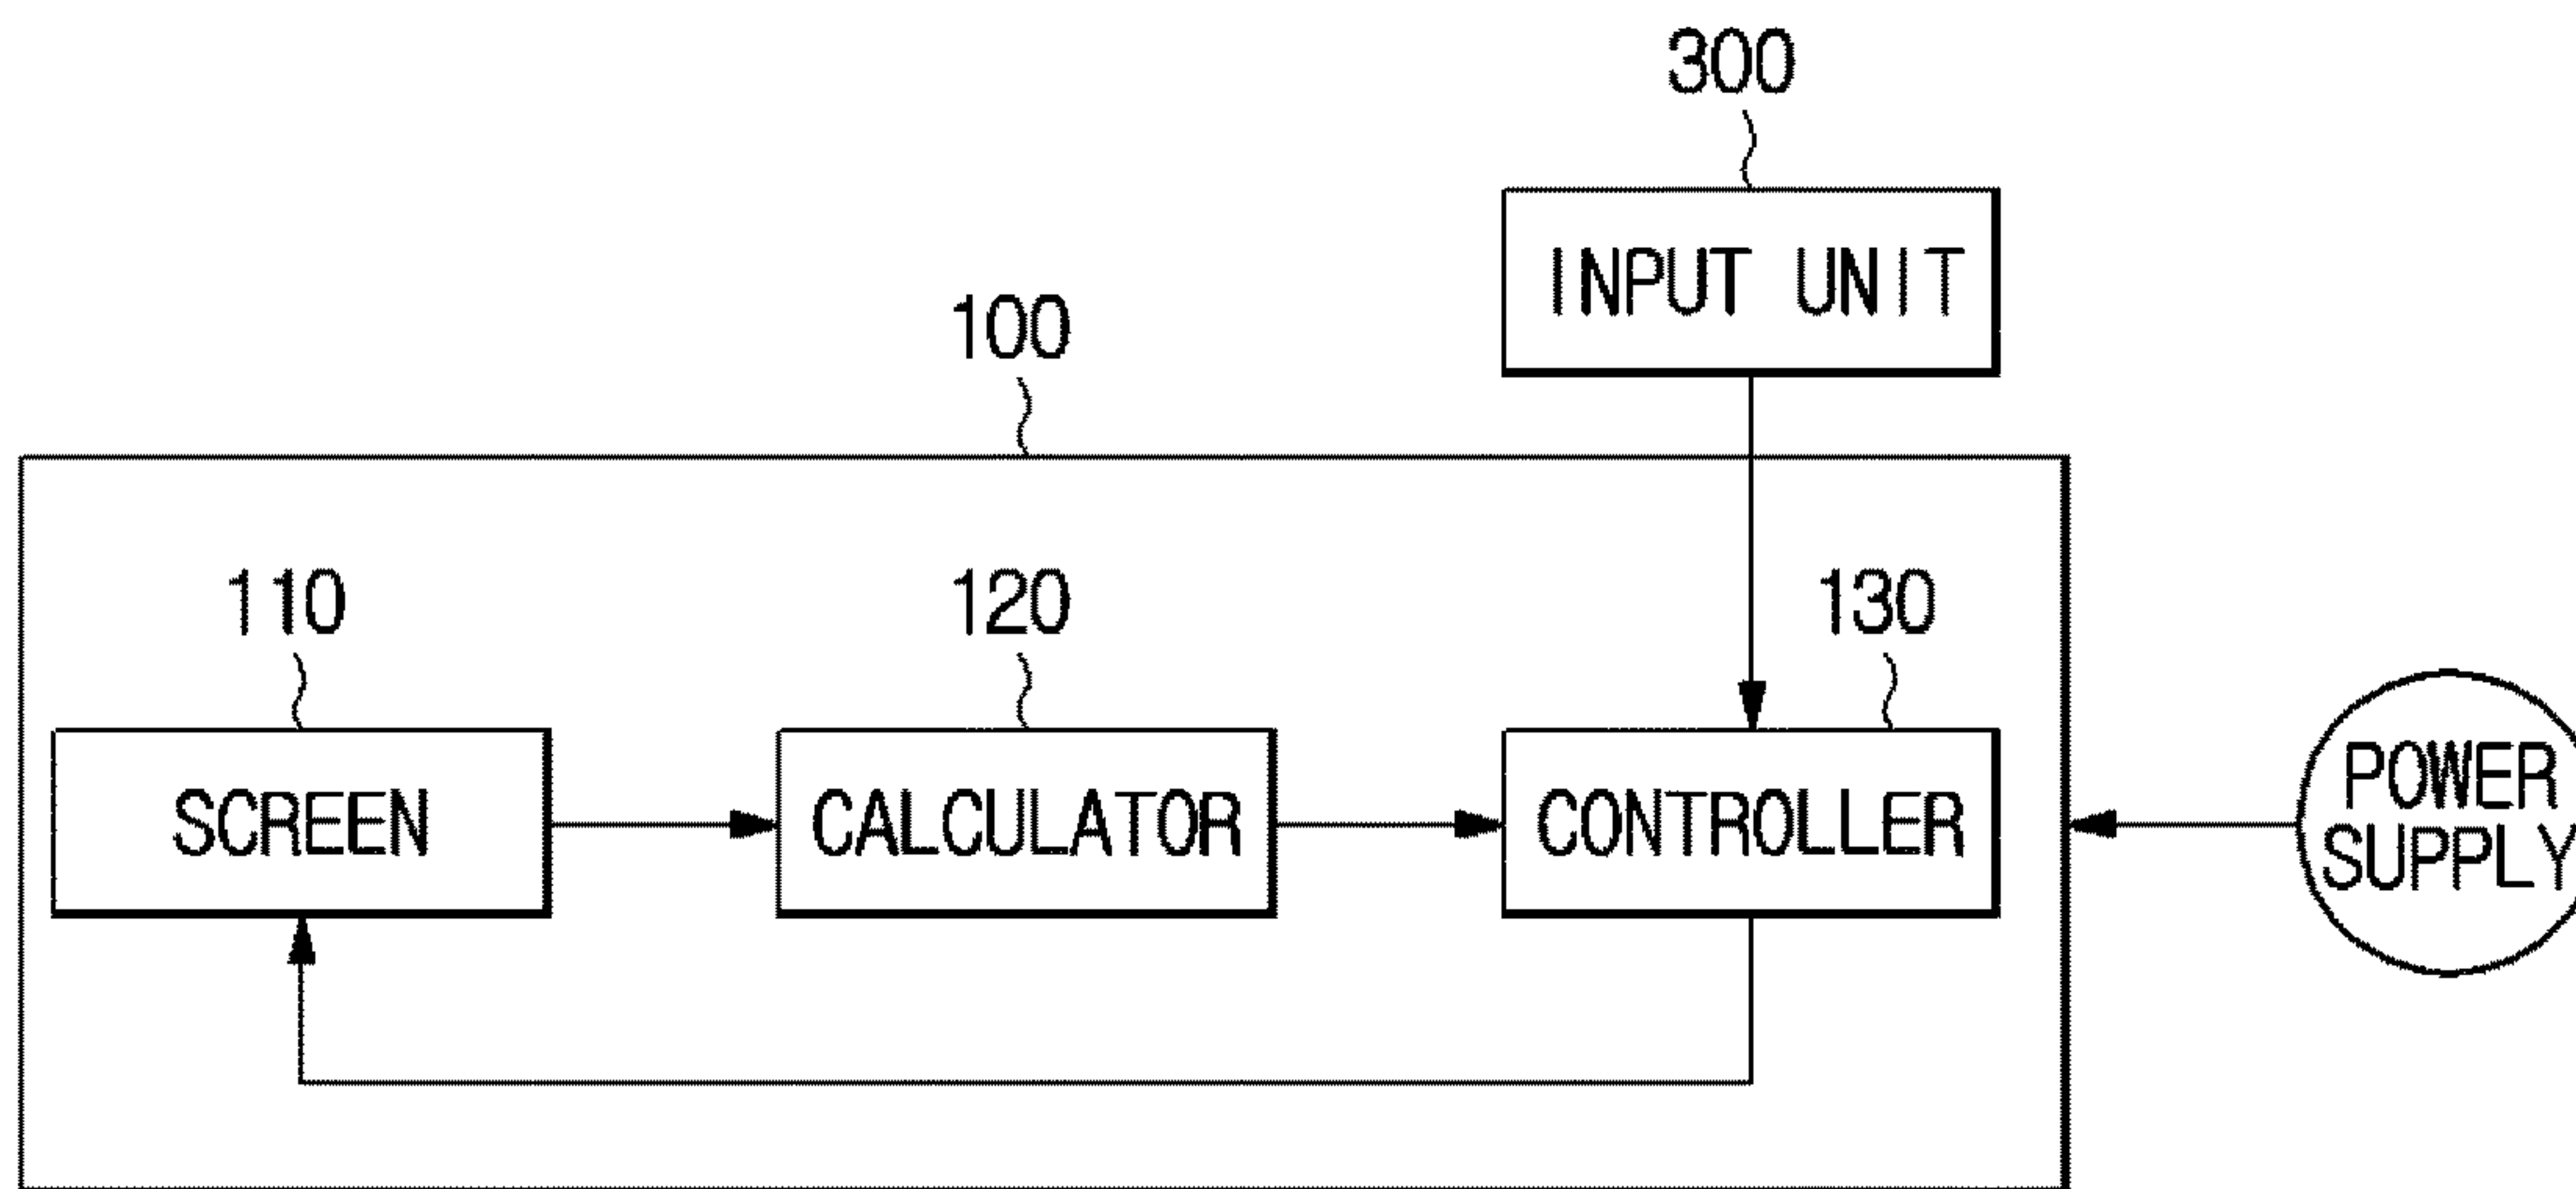 300
INPUT UNIT
100
110
120
130
SCREEN
CALCULATOR
CONTROLLER
POWER
SUPPLY